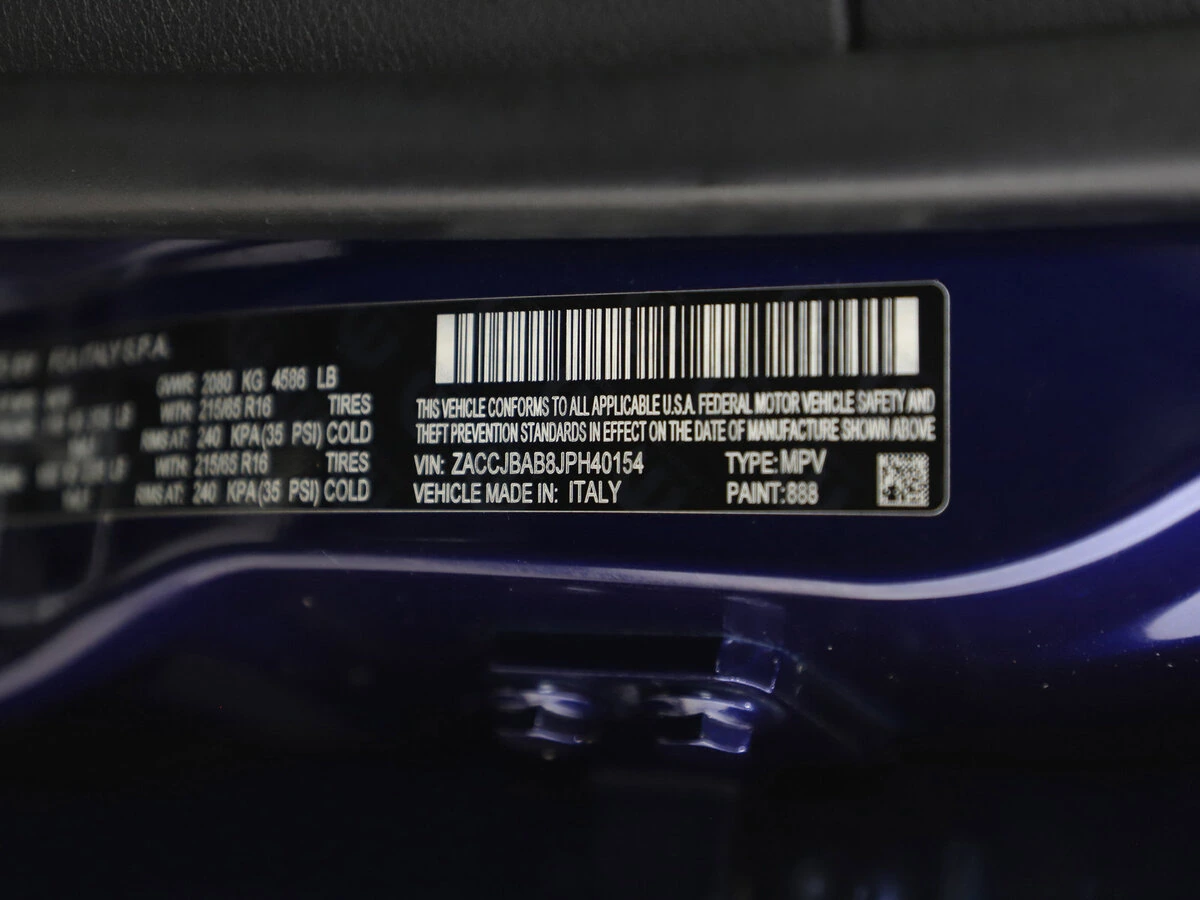 GVWR: 2080 KG 4586 LB
WITH: 215/65 R16 TIRES
RMS AT: 240 KPA(35 PSI) COLD
WITH: 215/65 R16 TIRES
RIMS AT: 240 KPA(35 PSI) COLD
THIS VEHICLE CONFORMS TO ALL APPLICABLE U.S.A. FEDERAL MOTOR VEHICLE SAFETY AND
THEFT PREVENTION STANDARDS IN EFFECT ON THE DATE OF MANUFACTURE SHOWN ABOVE
VIN: ZACCJBAB8JPH40154 TYPE: MPV
VEHICLE MADE IN: ITALY PAINT: 888